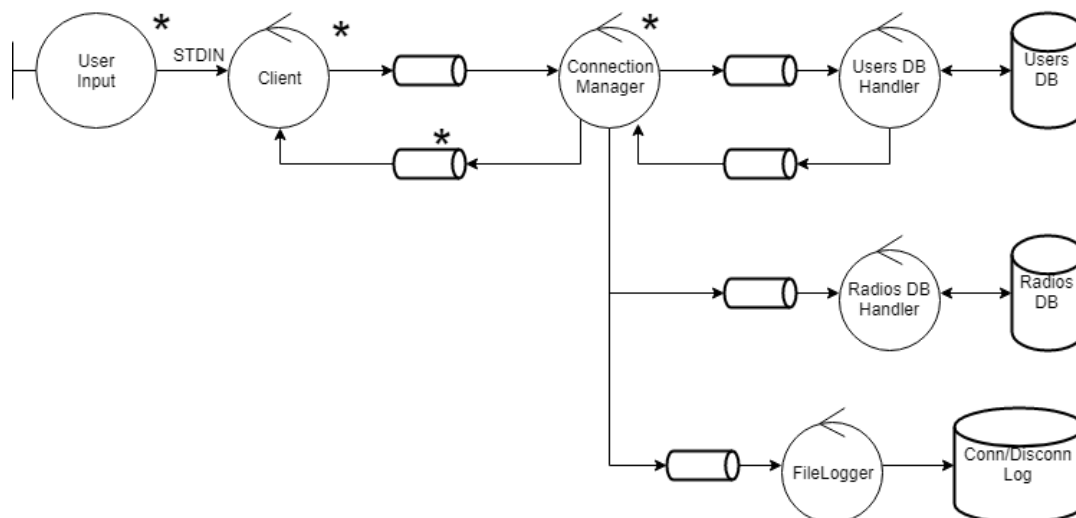 *
User
Input
STDIN
Client
*
Connection
Manager
*
Users DB
Handler
Users
DB
*
Radios DB
Handler
Radios
DB
FileLogger
Conn/Disconn
Log